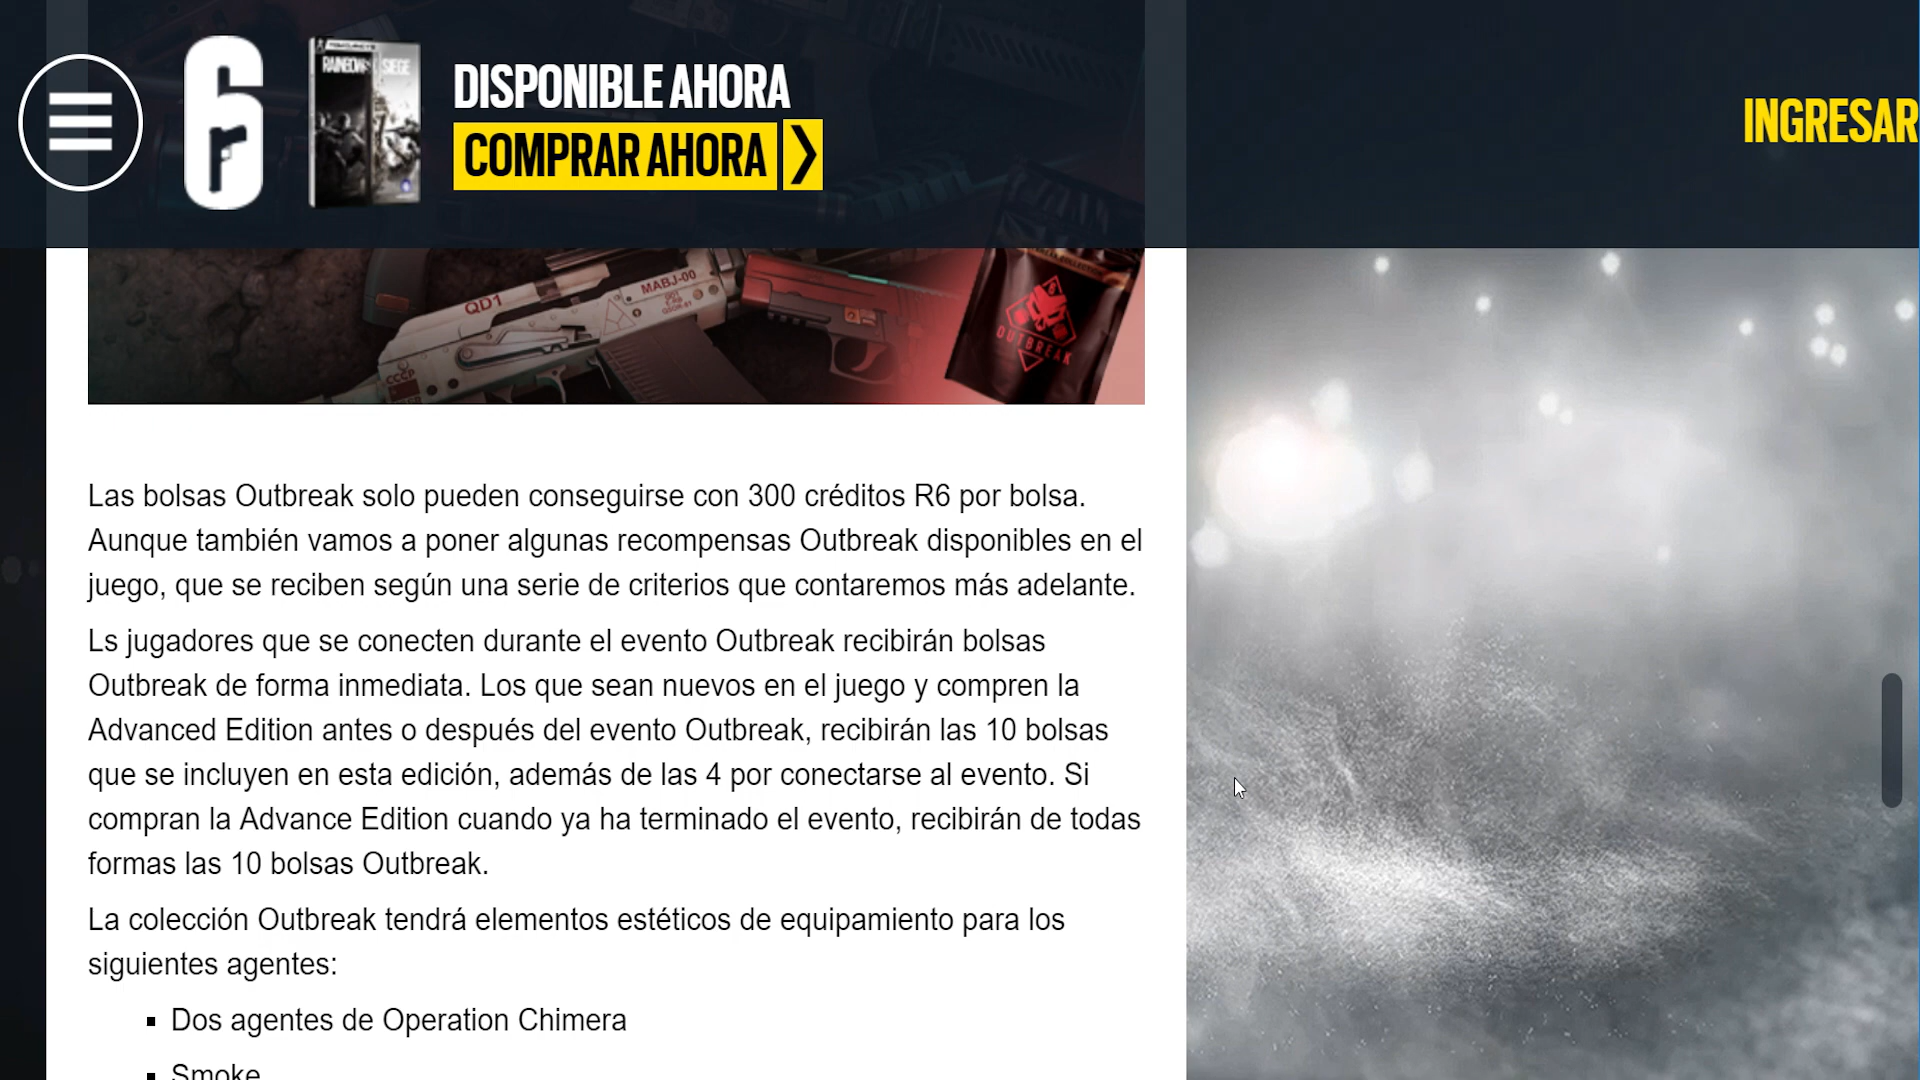 RAINBOW SIEGE
DISPONIBLE AHORA
COMPRAR AHORA
INGRESAR
QD1
MABJ-00
CCCP
OUTBREAK
Las bolsas Outbreak solo pueden conseguirse con 300 créditos R6 por bolsa.
Aunque también vamos a poner algunas recompensas Outbreak disponibles en el
juego, que se reciben según una serie de criterios que contaremos más adelante.
Ls jugadores que se conecten durante el evento Outbreak recibirán bolsas
Outbreak de forma inmediata. Los que sean nuevos en el juego y compren la
Advanced Edition antes o después del evento Outbreak, recibirán las 10 bolsas
que se incluyen en esta edición, además de las 4 por conectarse al evento. Si
compran la Advance Edition cuando ya ha terminado el evento, recibirán de todas
formas las 10 bolsas Outbreak.
La colección Outbreak tendrá elementos estéticos de equipamiento para los
siguientes agentes:
▪ Dos agentes de Operation Chimera
▪ Smoke